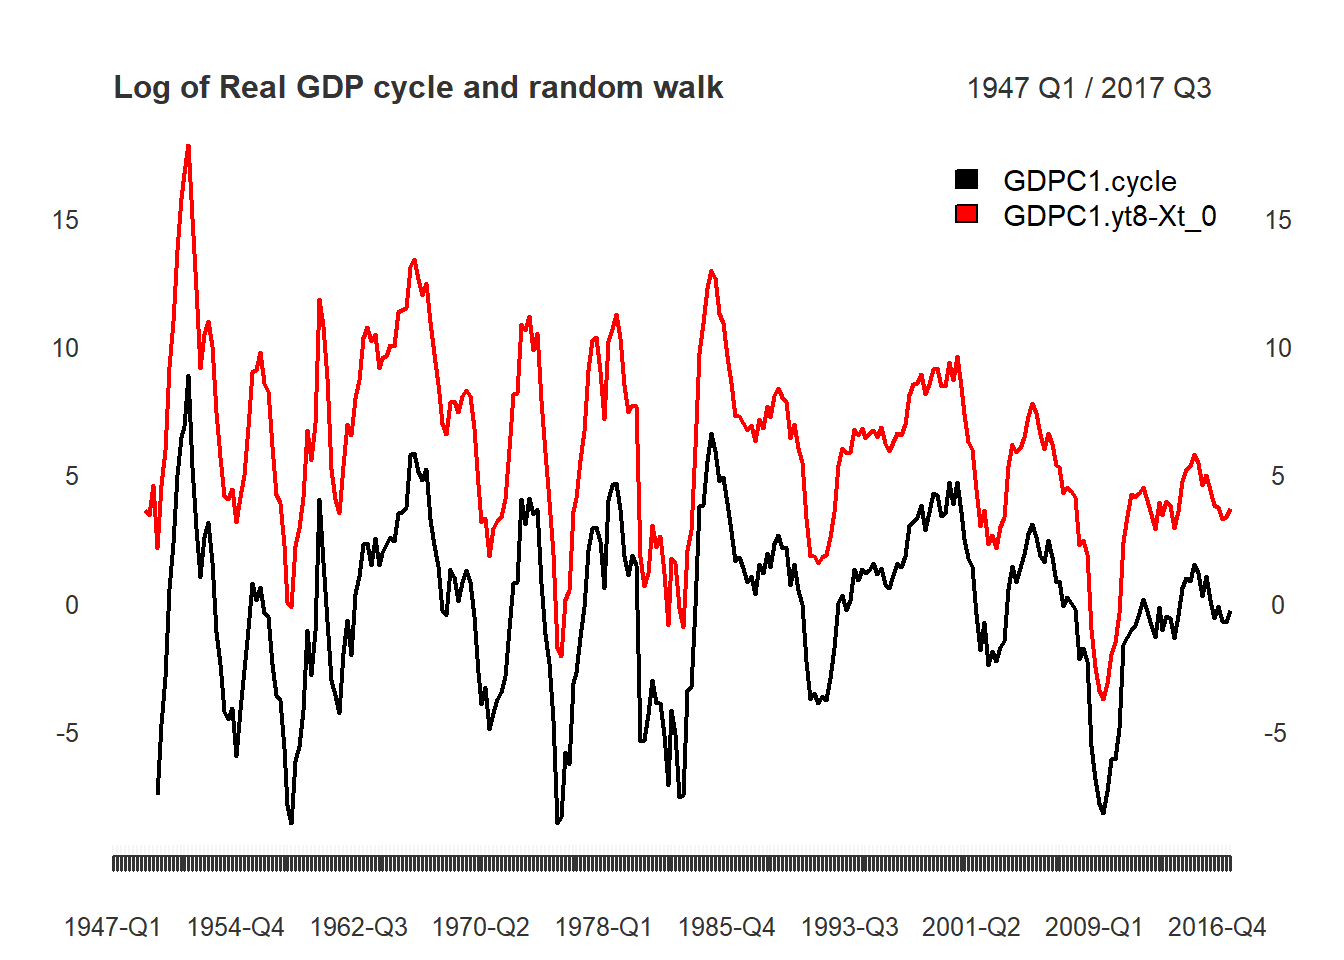 Log of Real GDP cycle and random walk 1947 Q1 / 2017 Q3
GDPC1.cycle
GDPC1.yt8-Xt_0
15 15
10 10
5 5
0 0
-5 -5
1947-Q1 1954-Q4 1962-Q3 1970-Q2 1978-Q1 1985-Q4 1993-Q3 2001-Q2 2009-Q1 2016-Q4